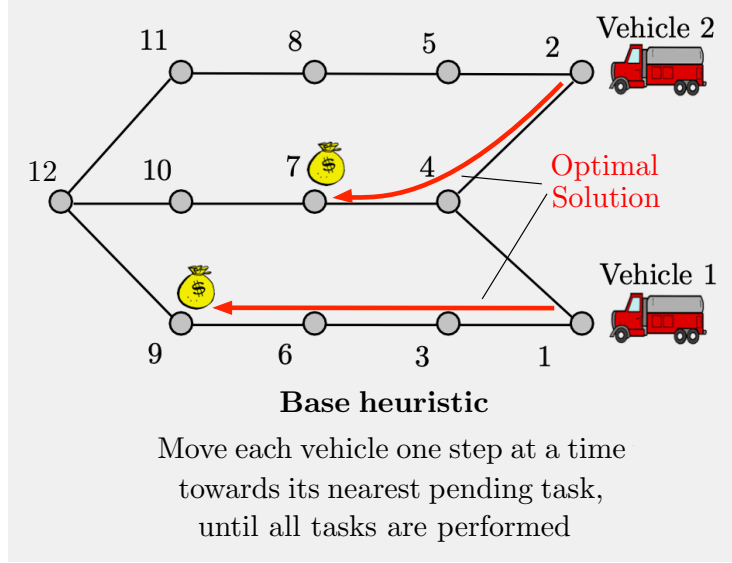 Vehicle 2
11
8
5
2
12
10
7
$
4
Optimal
Solution
$
Vehicle 1
9
6
3
1
Base heuristic
Move each vehicle one step at a time
towards its nearest pending task,
until all tasks are performed